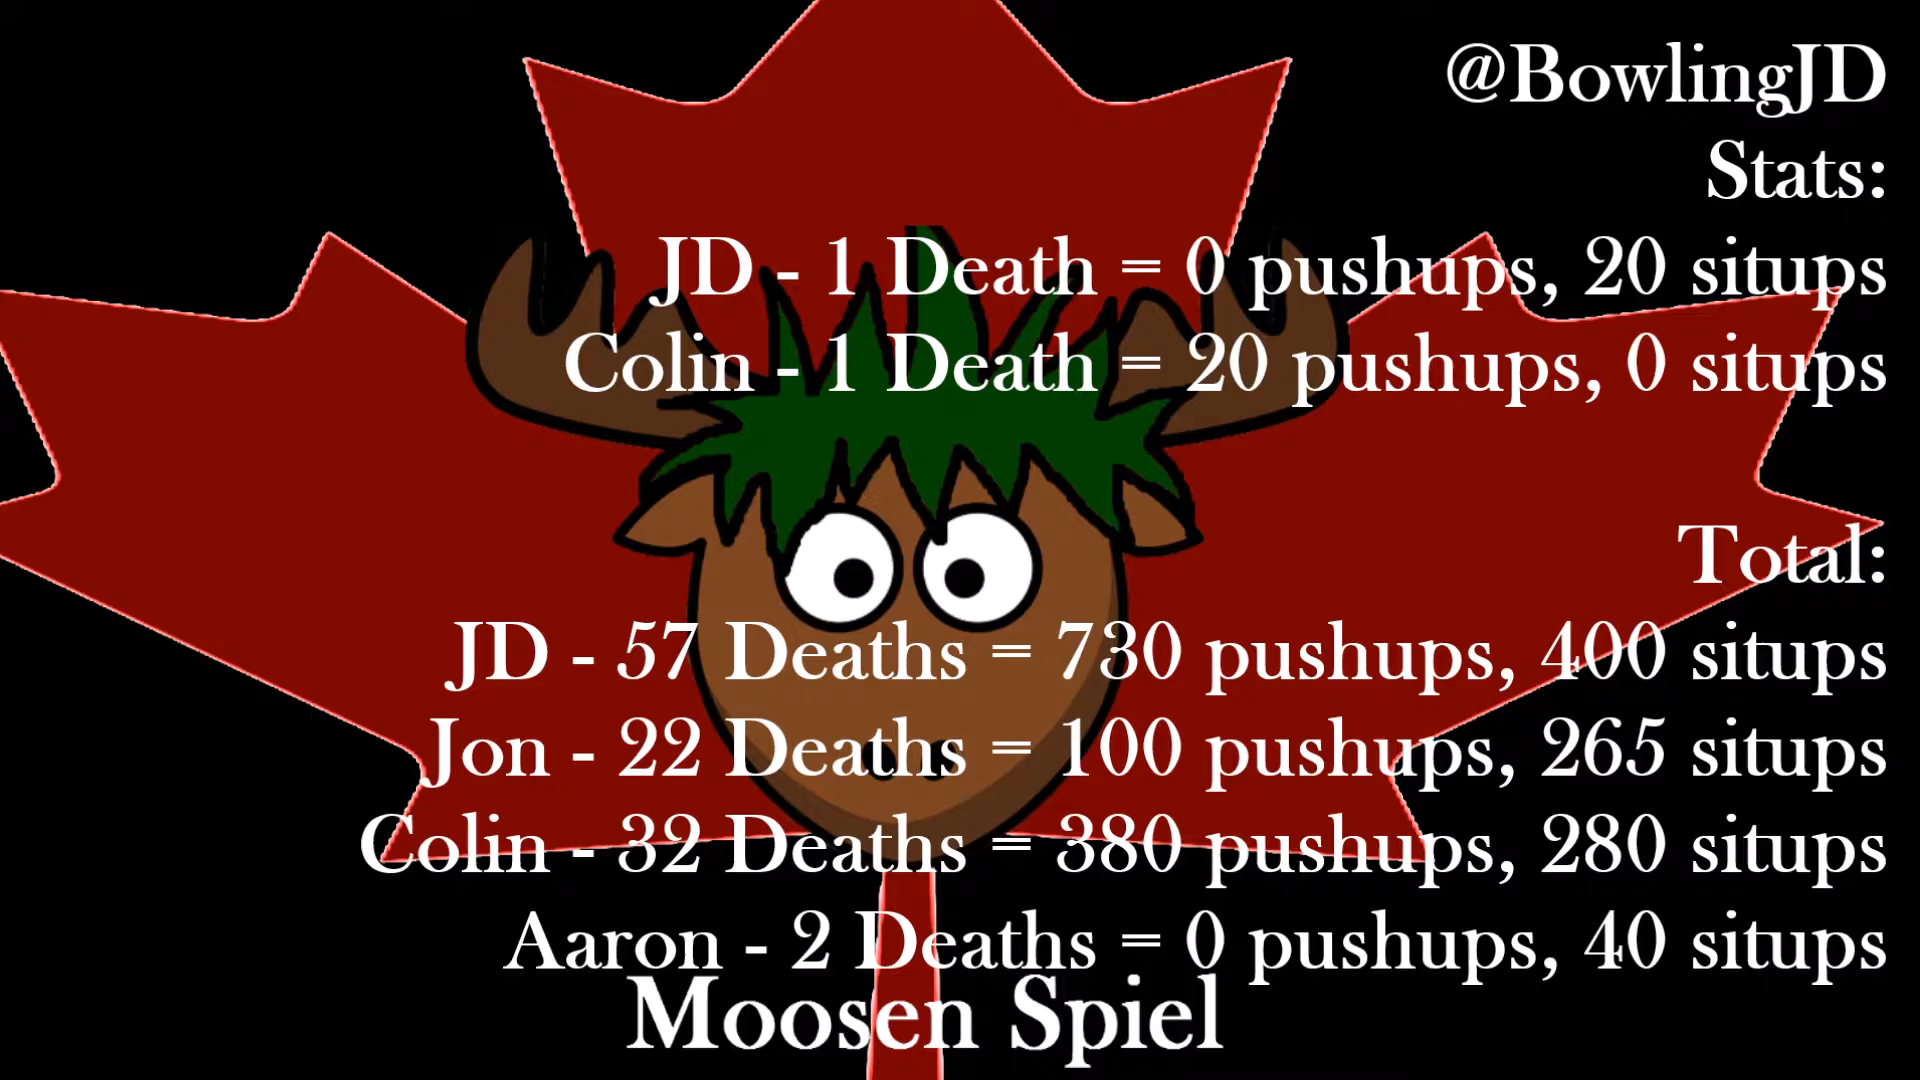 @BowlingJD
Stats:
JD - 1 Death = 0 pushups, 20 situps
Colin - 1 Death = 20 pushups, 0 situps
Total:
JD - 57 Deaths = 730 pushups, 400 situps
Jon - 22 Deaths = 100 pushups, 265 situps
Colin - 32 Deaths = 380 pushups, 280 situps
Aaron - 2 Deaths = 0 pushups, 40 situps
Moosen Spiel